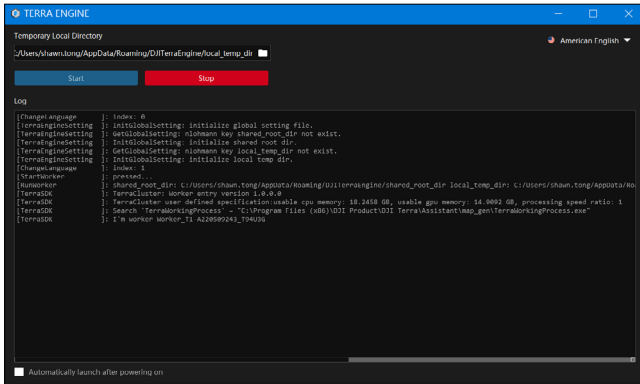 TERRA ENGINE
Temporary Local Directory
:/Users/shawn.tong/AppData/Roaming/DJITerraEngine/local_temp_dir
American English
Start
Stop
Log
[ChangeLanguage ]: index: 0
[TerraEngineSetting ]: InitGlobalSetting: initialize global setting file.
[TerraEngineSetting ]: GetGlobalSetting: nlohmann key shared_root_dir not exist.
[TerraEngineSetting ]: InitGlobalSetting: initialize shared root dir.
[TerraEngineSetting ]: GetGlobalSetting: nlohmann key local_temp_dir not exist.
[TerraEngineSetting ]: InitGlobalSetting: initialize local temp dir.
[ChangeLanguage ]: index: 1
[StartWorker ]: pressed...
[RunWorker ]: shared_root_dir: C:/Users/shawn.tong/AppData/Roaming/DJITerraEngine/shared_root_dir local_temp_dir: C:/Users/shawn.tong/AppData/Ro
[TerraSDK ]: TerraCluster: Worker entry version 1.0.0.0
[TerraSDK ]: TerraCluster user defined specification:usable cpu memory: 18.2458 GB, usable gpu memory: 14.9092 GB, processing speed ratio: 1
[TerraSDK ]: Search 'TerraWorkingProcess' - "C:\Program Files (x86)\DJI Product\DJI Terra\Assistant\map_gen\TerraWorkingProcess.exe"
[TerraSDK ]: I'm worker Worker_T1-A220509243_T94U3G
Automatically launch after powering on